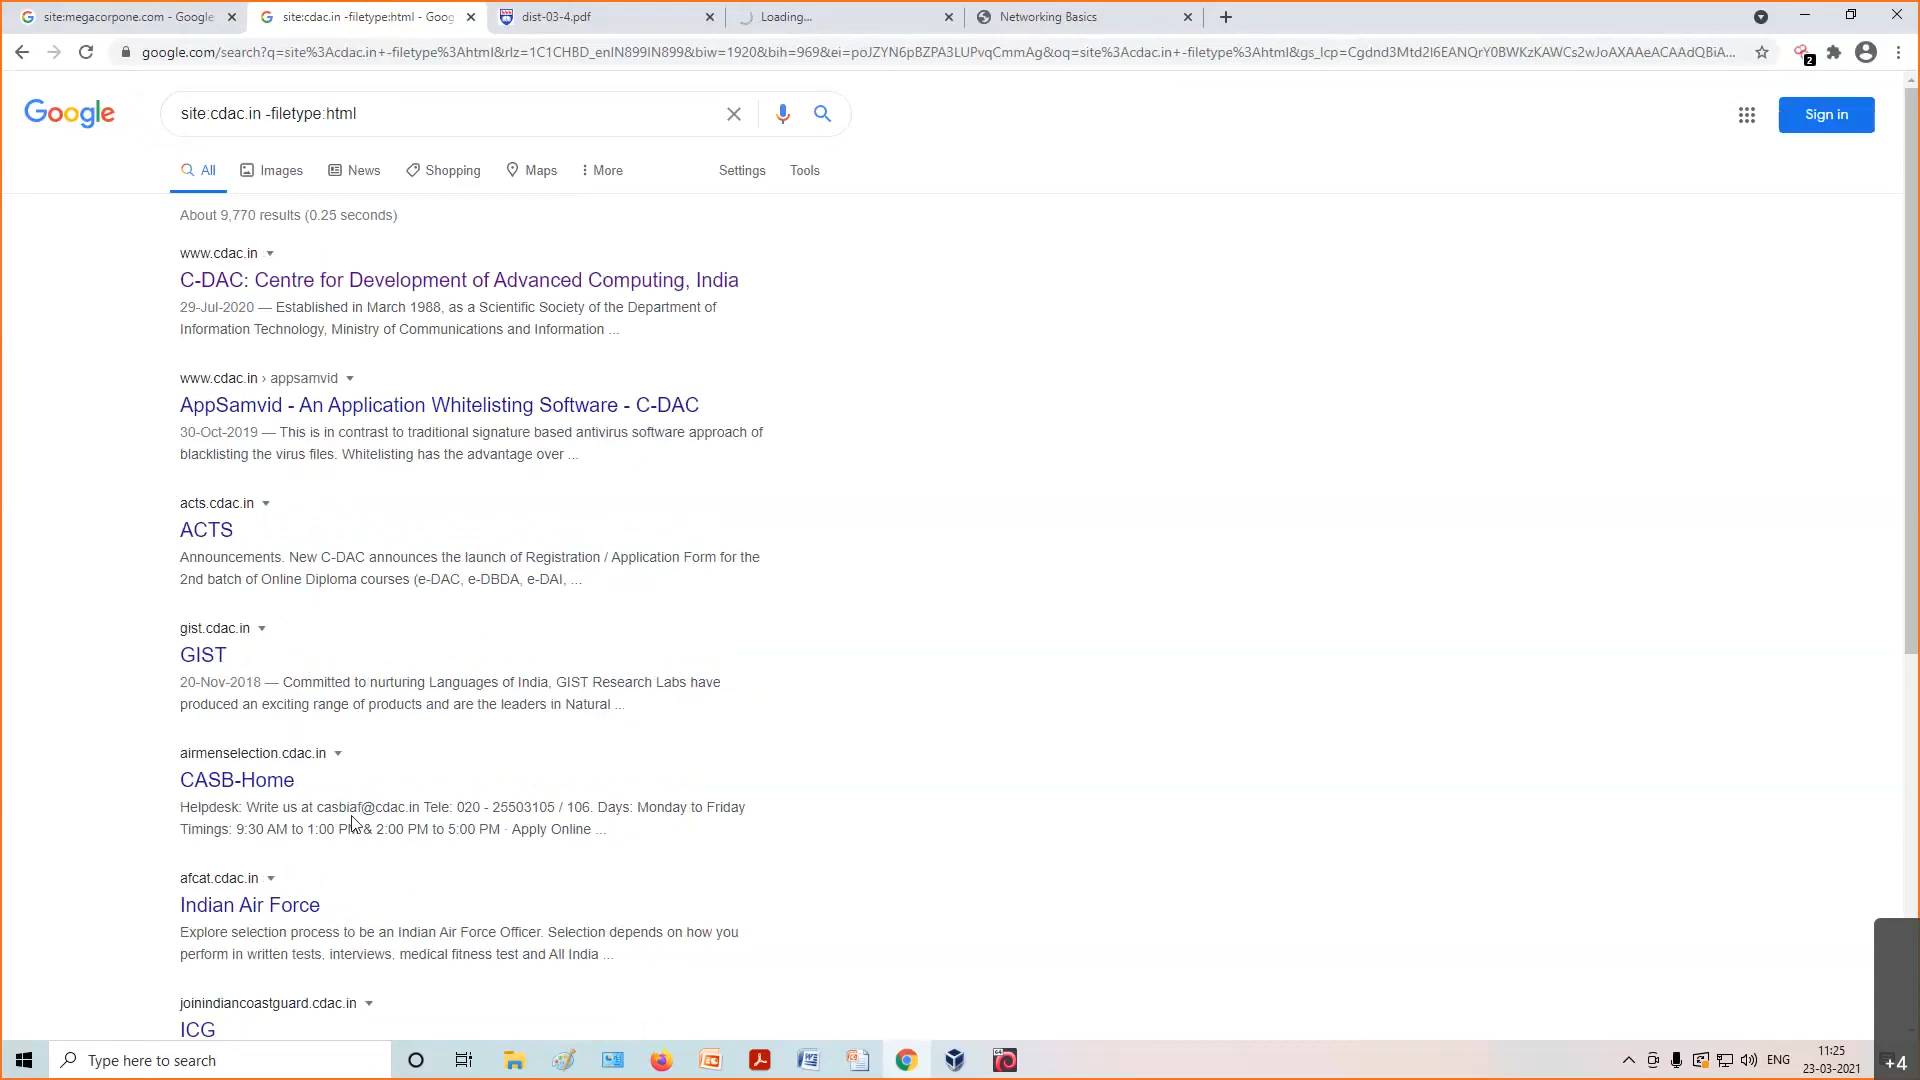 site:megacorpone.com - Google
site:cdac.in -filetype:html - Goog
dist-03-4.pdf
Loading...
Networking Basics
google.com/search?q=site%3Acdac.in+-filetype%3Ahtml&rlz=1C1CHBD_enIN899IN899&biw=1920&bih=969&ei=poJZYN6pBZPA3LUPvqCmmAg&oq=site%3Acdac.in+-filetype%3Ahtml&gs_lcp=Cgdnd3Mtd2l6EANQrY0BWKzKAWCs2wJoAXAAeACAAdQBiA...
2
Google
site:cdac.in -filetype:html
Sign in
All Images News Shopping Maps More Settings Tools
About 9,770 results (0.25 seconds)
www.cdac.in
C-DAC: Centre for Development of Advanced Computing, India
29-Jul-2020 — Established in March 1988, as a Scientific Society of the Department of
Information Technology, Ministry of Communications and Information ...
www.cdac.in › appsamvid
AppSamvid - An Application Whitelisting Software - C-DAC
30-Oct-2019 — This is in contrast to traditional signature based antivirus software approach of
blacklisting the virus files. Whitelisting has the advantage over ...
acts.cdac.in
ACTS
Announcements. New C-DAC announces the launch of Registration / Application Form for the
2nd batch of Online Diploma courses (e-DAC, e-DBDA, e-DAI, ...
gist.cdac.in
GIST
20-Nov-2018 — Committed to nurturing Languages of India, GIST Research Labs have
produced an exciting range of products and are the leaders in Natural ...
airmenselection.cdac.in
CASB-Home
Helpdesk: Write us at casbiaf@cdac.in Tele: 020 - 25503105 / 106. Days: Monday to Friday
Timings: 9:30 AM to 1:00 PM & 2:00 PM to 5:00 PM · Apply Online ...
afcat.cdac.in
Indian Air Force
Explore selection process to be an Indian Air Force Officer. Selection depends on how you
perform in written tests, interviews, medical fitness test and All India ...
joinindiancoastguard.cdac.in
ICG
Type here to search
ENG
11:25
23-03-2021
+4